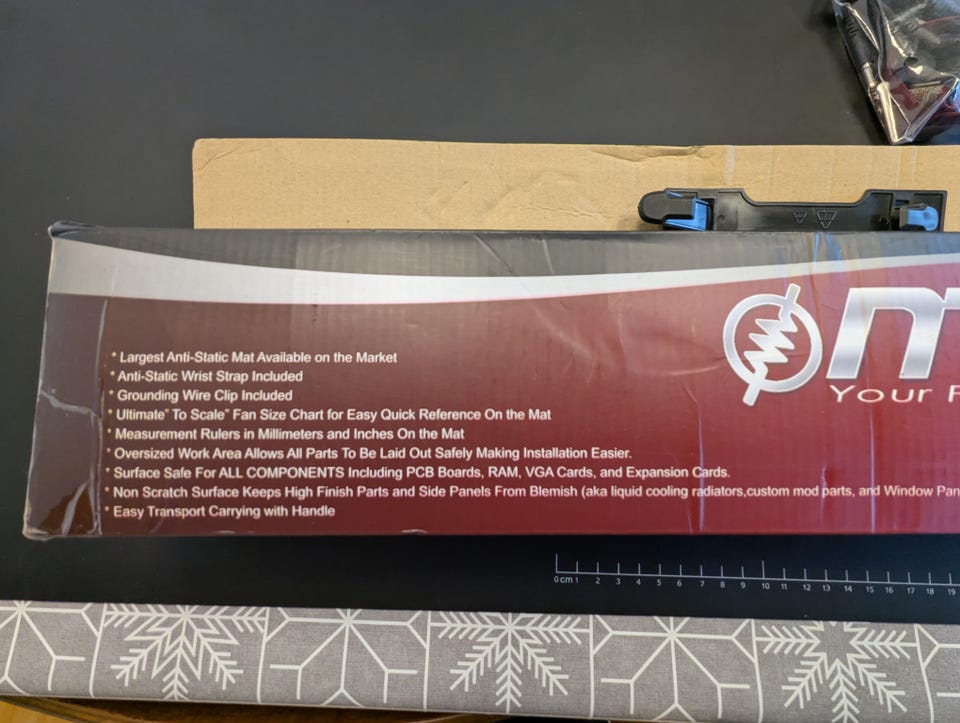 * Largest Anti-Static Mat Available on the Market
* Anti-Static Wrist Strap Included
* Grounding Wire Clip Included
* Ultimate" To Scale" Fan Size Chart for Easy Quick Reference On the Mat
* Measurement Rulers in Millimeters and Inches On the Mat
* Oversized Work Area Allows All Parts To Be Laid Out Safely Making Installation Easier.
* Surface Safe For ALL COMPONENTS Including PCB Boards, RAM, VGA Cards, and Expansion Cards.
* Non Scratch Surface Keeps High Finish Parts and Side Panels From Blemish (aka liquid cooling radiators,custom mod parts, and Window Pan
* Easy Transport Carrying with Handle
m
Your
0cm 1 2 3 4 5 6 7 8 9 10 11 12 13 14 15 16 17 18 19